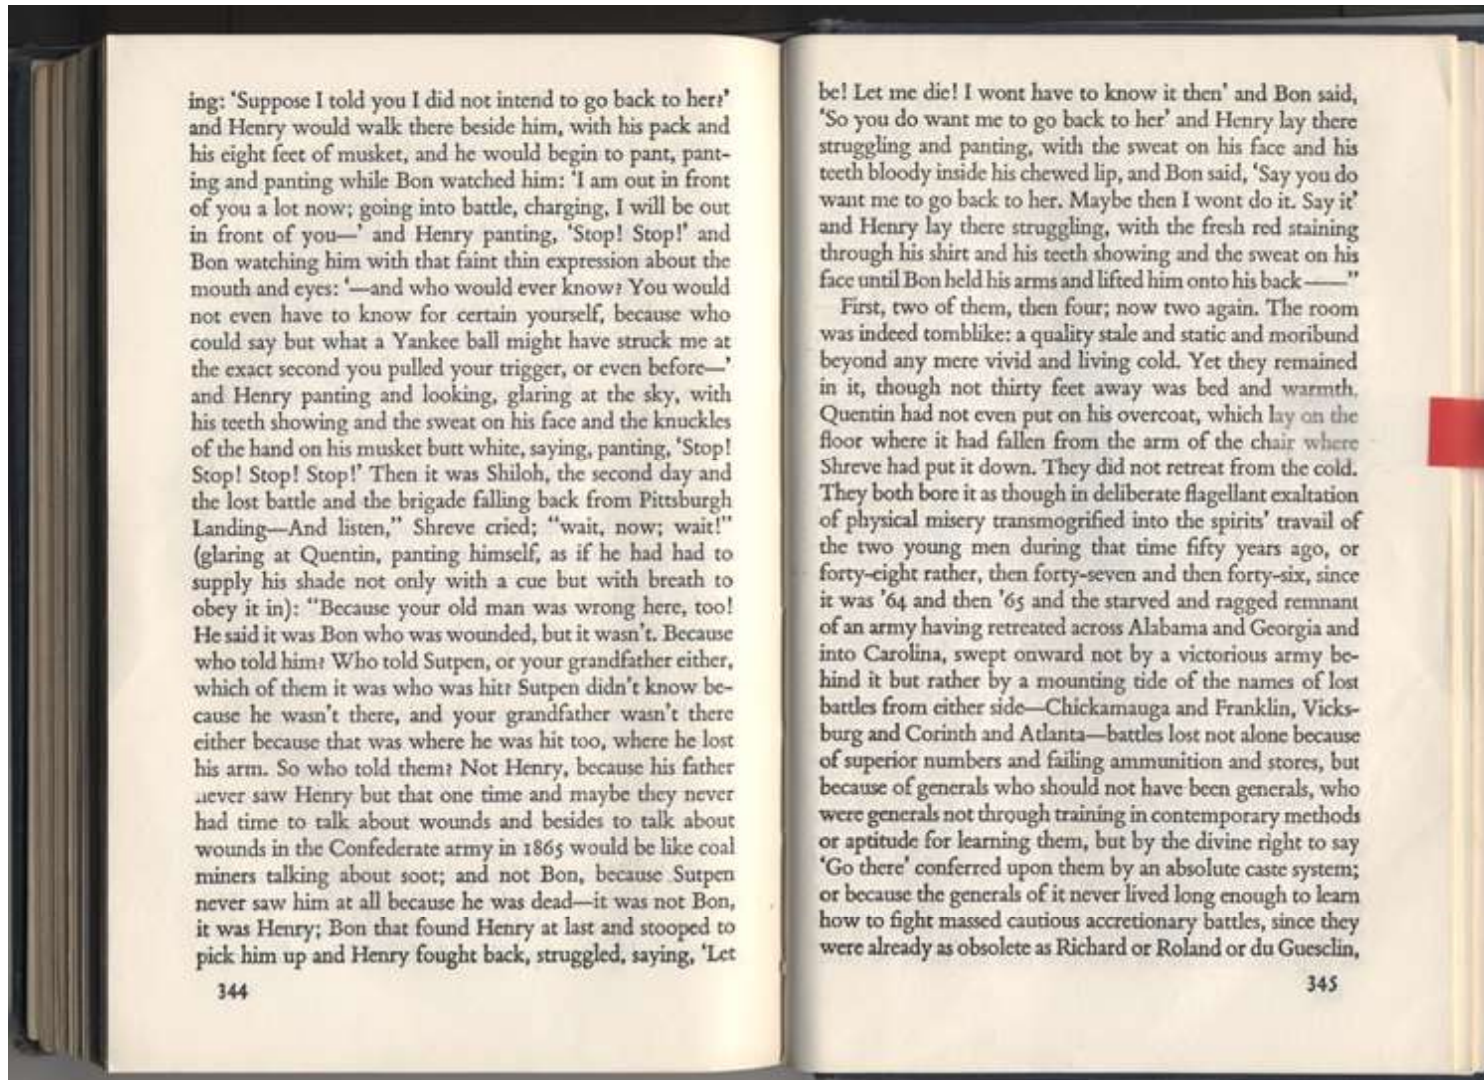 ing: ‘Suppose I told you I did not intend to go back to her?’
and Henry would walk there beside him, with his pack and
his eight feet of musket, and he would begin to pant, pant-
ing and panting while Bon watched him: ‘I am out in front
of you a lot now; going into battle, charging, I will be out
in front of you—’ and Henry panting, ‘Stop! Stop!’ and
Bon watching him with that faint thin expression about the
mouth and eyes: ‘—and who would ever know? You would
not even have to know for certain yourself, because who
could say but what a Yankee ball might have struck me at
the exact second you pulled your trigger, or even before—’
and Henry panting and looking, glaring at the sky, with
his teeth showing and the sweat on his face and the knuckles
of the hand on his musket butt white, saying, panting, ‘Stop!
Stop! Stop! Stop!’ Then it was Shiloh, the second day and
the lost battle and the brigade falling back from Pittsburgh
Landing—And listen,” Shreve cried; “wait, now; wait!”
(glaring at Quentin, panting himself, as if he had had to
supply his shade not only with a cue but with breath to
obey it in): “Because your old man was wrong here, too!
He said it was Bon who was wounded, but it wasn’t. Because
who told him? Who told Sutpen, or your grandfather either,
which of them it was who was hit? Sutpen didn’t know be-
cause he wasn’t there, and your grandfather wasn’t there
either because that was where he was hit too, where he lost
his arm. So who told them? Not Henry, because his father
never saw Henry but that one time and maybe they never
had time to talk about wounds and besides to talk about
wounds in the Confederate army in 1865 would be like coal
miners talking about soot; and not Bon, because Sutpen
never saw him at all because he was dead—it was not Bon,
it was Henry; Bon that found Henry at last and stooped to
pick him up and Henry fought back, struggled, saying, ‘Let
344
be! Let me die! I wont have to know it then’ and Bon said,
‘So you do want me to go back to her’ and Henry lay there
struggling and panting, with the sweat on his face and his
teeth bloody inside his chewed lip, and Bon said, ‘Say you do
want me to go back to her. Maybe then I wont do it. Say it’
and Henry lay there struggling, with the fresh red staining
through his shirt and his teeth showing and the sweat on his
face until Bon held his arms and lifted him onto his back——”
First, two of them, then four; now two again. The room
was indeed tomblike: a quality stale and static and moribund
beyond any mere vivid and living cold. Yet they remained
in it, though not thirty feet away was bed and warmth.
Quentin had not even put on his overcoat, which lay on the
floor where it had fallen from the arm of the chair where
Shreve had put it down. They did not retreat from the cold.
They both bore it as though in deliberate flagellant exaltation
of physical misery transmogrified into the spirits’ travail of
the two young men during that time fifty years ago, or
forty-eight rather, then forty-seven and then forty-six, since
it was ’64 and then ’65 and the starved and ragged remnant
of an army having retreated across Alabama and Georgia and
into Carolina, swept onward not by a victorious army be-
hind it but rather by a mounting tide of the names of lost
battles from either side—Chickamauga and Franklin, Vicks-
burg and Corinth and Atlanta—battles lost not alone because
of superior numbers and failing ammunition and stores, but
because of generals who should not have been generals, who
were generals not through training in contemporary methods
or aptitude for learning them, but by the divine right to say
‘Go there’ conferred upon them by an absolute caste system;
or because the generals of it never lived long enough to learn
how to fight massed cautious accretionary battles, since they
were already as obsolete as Richard or Roland or du Guesclin,
345